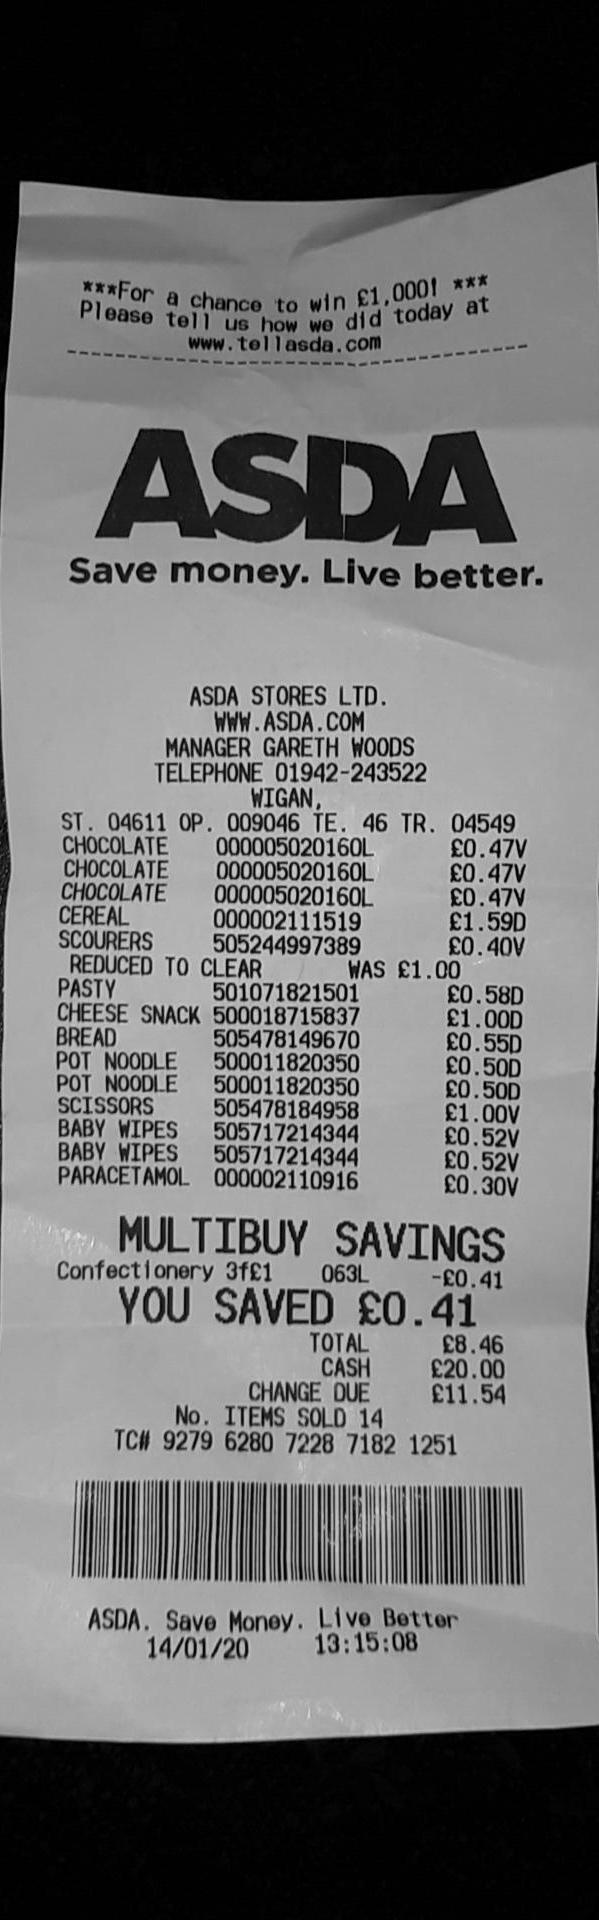 ***For a chance to win £1,000! ***
Please tell us how we did today at
www.tellasda.com
ASDA
Save money. Live better.
ASDA STORES LTD.
WWW.ASDA.COM
MANAGER GARETH WOODS
TELEPHONE 01942-243522
WIGAN,
ST. 04611 OP. 009046 TE. 46 TR. 04549
CHOCOLATE 000005020160L £0.47V
CHOCOLATE 000005020160L £0.47V
CHOCOLATE 000005020160L £0.47V
CEREAL 000002111519 £1.59D
SCOURERS 505244997389 £0.40V
REDUCED TO CLEAR WAS £1.00
PASTY 501071821501 £0.58D
CHEESE SNACK 500018715837 £1.00D
BREAD 505478149670 £0.55D
POT NOODLE 500011820350 £0.50D
POT NOODLE 500011820350 £0.50D
SCISSORS 505478184958 £1.00V
BABY WIPES 505717214344 £0.52V
BABY WIPES 505717214344 £0.52V
PARACETAMOL 000002110916 £0.30V
MULTIBUY SAVINGS
Confectionery 3f£1 063L -£0.41
YOU SAVED £0.41
TOTAL £8.46
CASH £20.00
CHANGE DUE £11.54
No. ITEMS SOLD 14
TC# 9279 6280 7228 7182 1251
ASDA. Save Money. Live Better
14/01/20 13:15:08